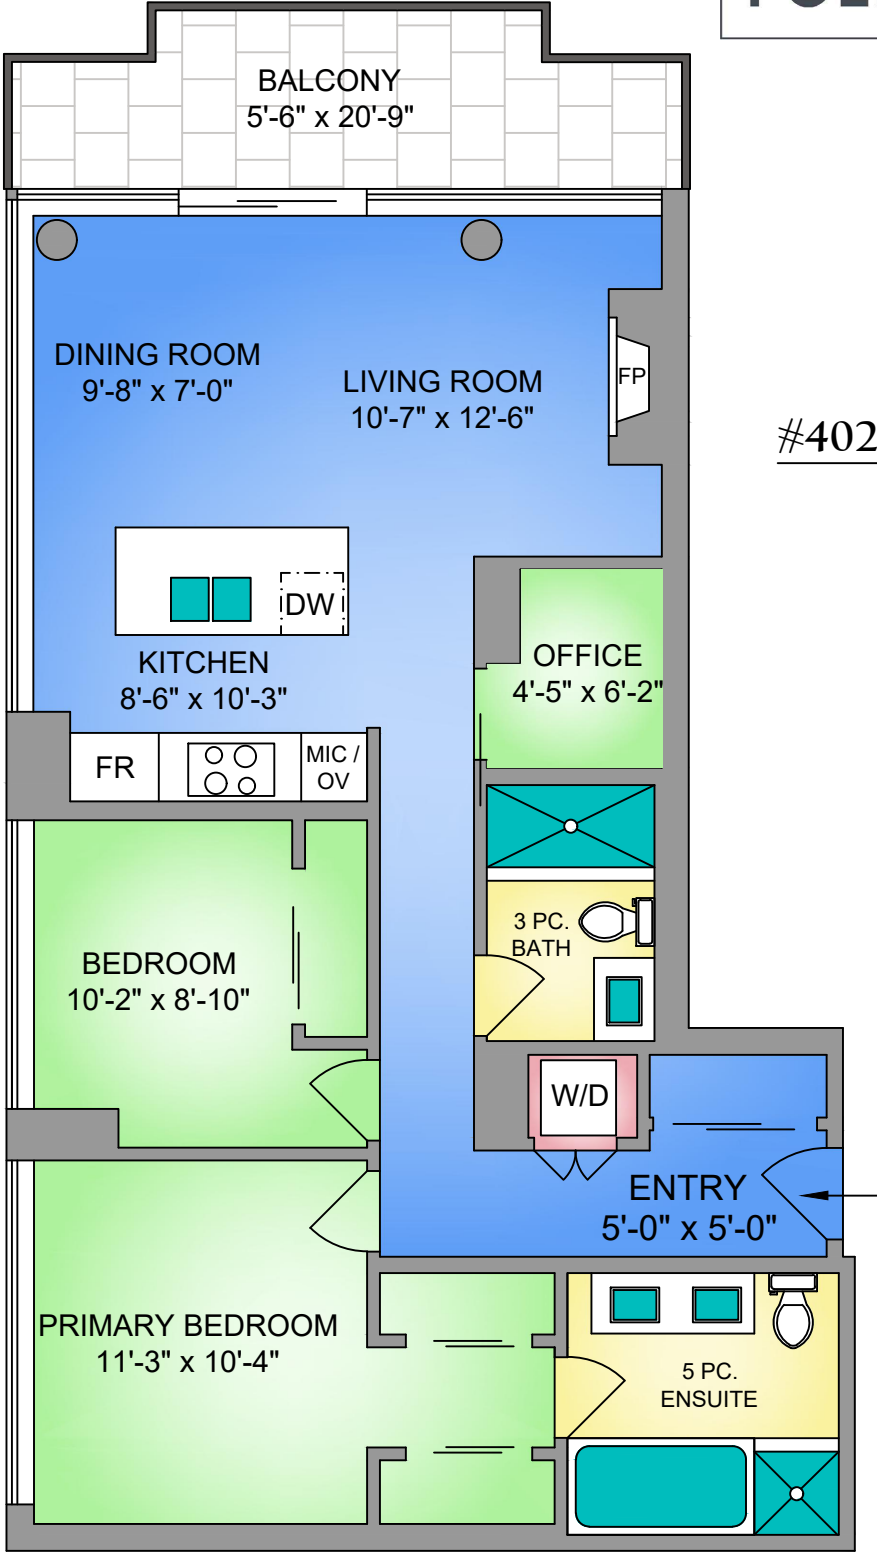 BALCONY
5'-6" x 20'-9"
DINING ROOM
9'-8" x 7'-0"
LIVING ROOM
10'-7" x 12'-6"
FP
#402
DW
KITCHEN
8'-6" x 10'-3"
OFFICE
4'-5" x 6'-2"
FR
MIC /
OV
3 PC.
BATH
BEDROOM
10'-2" x 8'-10"
W/D
ENTRY
5'-0" x 5'-0"
PRIMARY BEDROOM
11'-3" x 10'-4"
5 PC.
ENSUITE